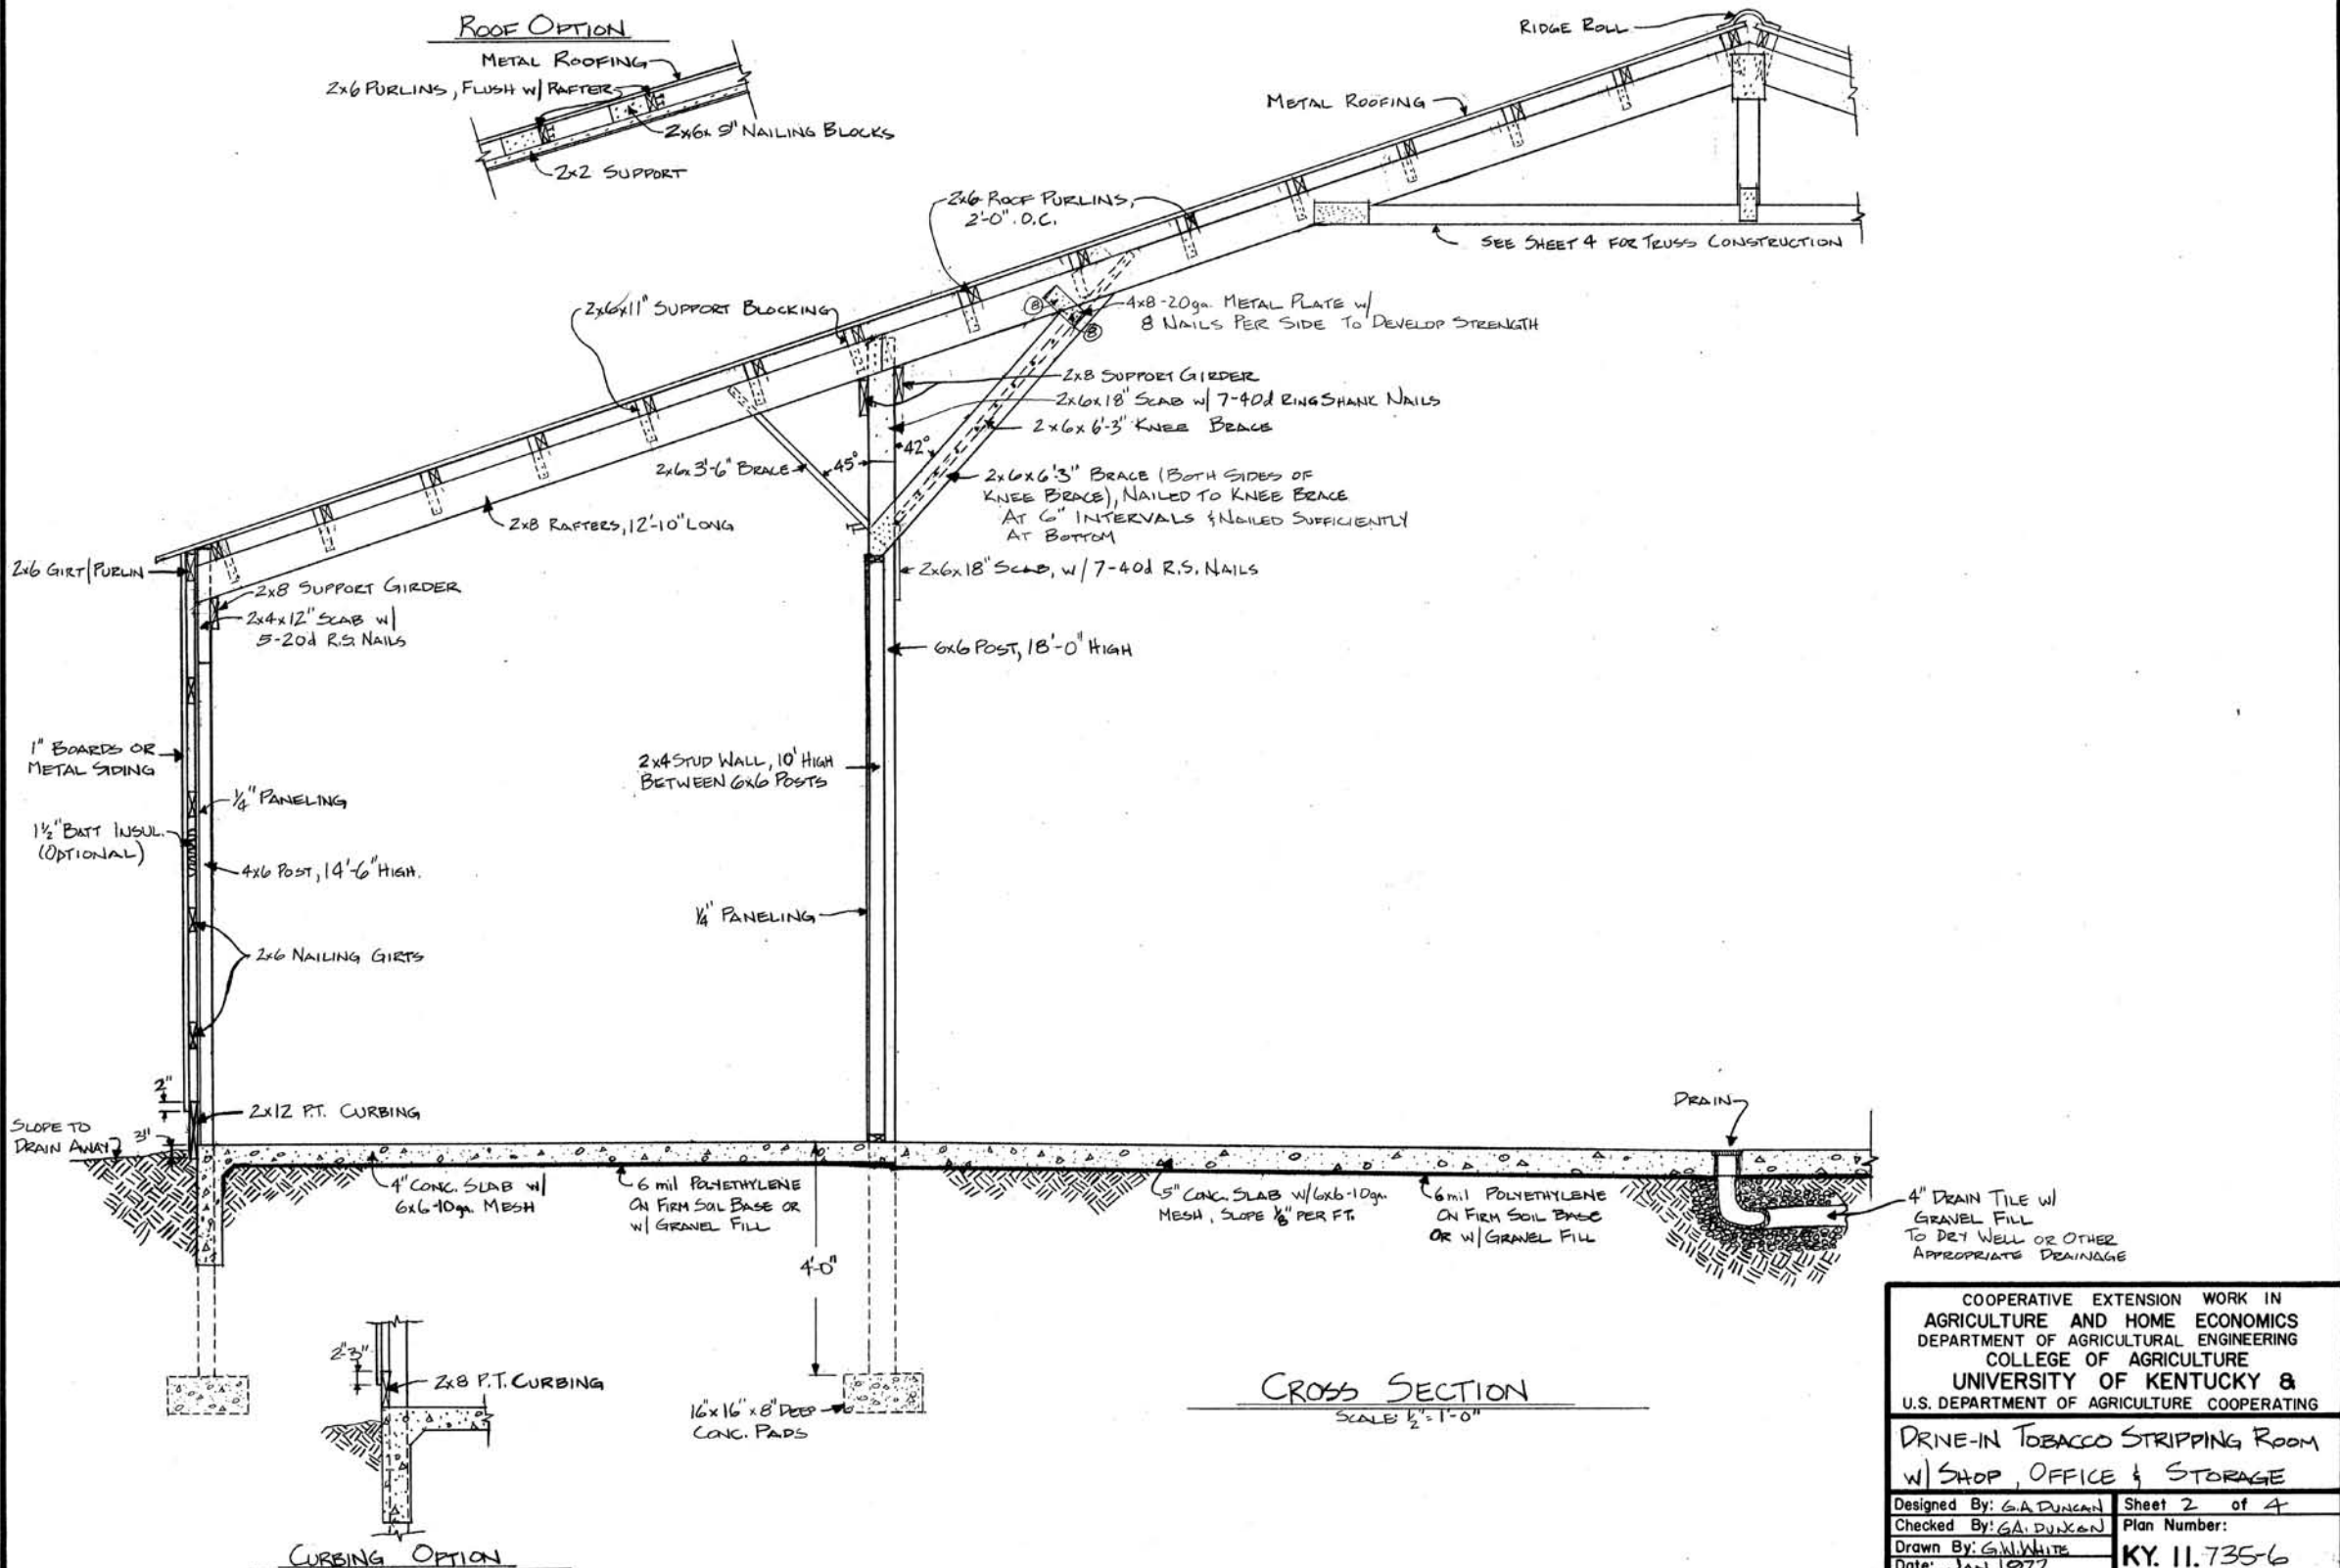 ROOF OPTION
METAL ROOFING
2x6 PURLINS, FLUSH W/ RAFTERS
2x6x 9" NAILING BLOCKS
2x2 SUPPORT
RIDGE ROLL
METAL ROOFING
2x6 ROOF PURLINS,
2'-0" O.C.
SEE SHEET 4 FOR TRUSS CONSTRUCTION
2x6x11" SUPPORT BLOCKING
8
8
4x8-20ga. METAL PLATE w/
8 NAILS PER SIDE TO DEVELOP STRENGTH
2x8 SUPPORT GIRDER
2x6x18" SCAB w/ 7-40d RING SHANK NAILS
2x6x6'-3" KNEE BRACE
2x6x3'-6" BRACE
45°
42°
2x6x6'3" BRACE (BOTH SIDES OF
KNEE BRACE), NAILED TO KNEE BRACE
AT 6" INTERVALS & NAILED SUFFICIENTLY
AT BOTTOM
2x8 RAFTERS, 12'-10" LONG
2x6 GIRT/PURLIN
2x8 SUPPORT GIRDER
2x4x12" SCAB w/
5-20d R.S. NAILS
2x6x18" SCAB, w/ 7-40d R.S. NAILS
6x6 POST, 18'-0" HIGH
1" BOARDS OR
METAL SIDING
2x4 STUD WALL, 10' HIGH
BETWEEN 6x6 POSTS
1/4" PANELING
1 1/2" BATT INSUL.
(OPTIONAL)
4x6 POST, 14'-6" HIGH.
1/4" PANELING
2x6 NAILING GIRTS
2"
2x12 P.T. CURBING
SLOPE TO
DRAIN AWAY
3"
DRAIN
4" CONC. SLAB w/
6x6-10ga. MESH
6 mil POLYETHYLENE
ON FIRM SOIL BASE OR
w/ GRAVEL FILL
5" CONC. SLAB w/6x6-10ga.
MESH, SLOPE 1/8" PER FT.
6 mil POLYETHYLENE
ON FIRM SOIL BASE
OR w/ GRAVEL FILL
4" DRAIN TILE w/
GRAVEL FILL
TO DRY WELL OR OTHER
APPROPRIATE DRAINAGE
4'-0"
2"-3"
2x8 P.T. CURBING
16"x16"x8" DEEP
CONC. PADS
CROSS SECTION
SCALE: 1/2" = 1'-0"
CURBING OPTION
COOPERATIVE EXTENSION WORK IN
AGRICULTURE AND HOME ECONOMICS
DEPARTMENT OF AGRICULTURAL ENGINEERING
COLLEGE OF AGRICULTURE
UNIVERSITY OF KENTUCKY &
U.S. DEPARTMENT OF AGRICULTURE COOPERATING
DRIVE-IN TOBACCO STRIPPING ROOM
W/ SHOP, OFFICE & STORAGE
Designed By: G.A. DUNCAN
Sheet 2 of 4
Checked By: G.A. DUNCAN
Plan Number:
Drawn By: G.W. WHITE
KY. II. 735-6
Date: JAN 1977